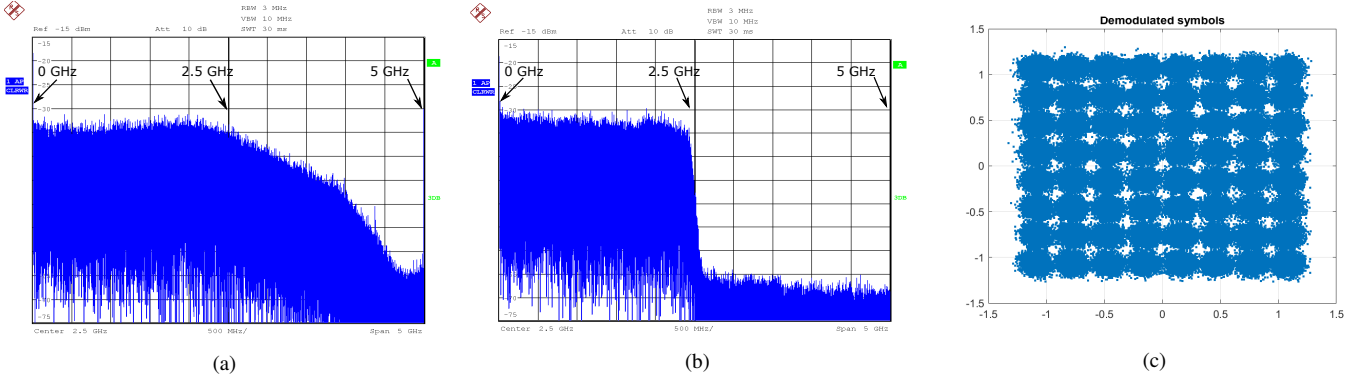 RBW 3 MHz
VBW 10 MHz
Ref -15 dBm Att 10 dB SWT 30 ms
-15
0 GHz 2.5 GHz 5 GHz
A
1 AP
CLRWR
-30
3DB
-75
Center 2.5 GHz 500 MHz/ Span 5 GHz
(a)
RBW 3 MHz
VBW 10 MHz
Ref -15 dBm Att 10 dB SWT 30 ms
-15
0 GHz 2.5 GHz 5 GHz
A
1 AP
CLRWR
3DB
-70
-75
Center 2.5 GHz 500 MHz/ Span 5 GHz
(b)
Demodulated symbols
1.5
1
0.5
0
-0.5
-1
-1.5
-1.5 -1 -0.5 0 0.5 1 1.5
(c)